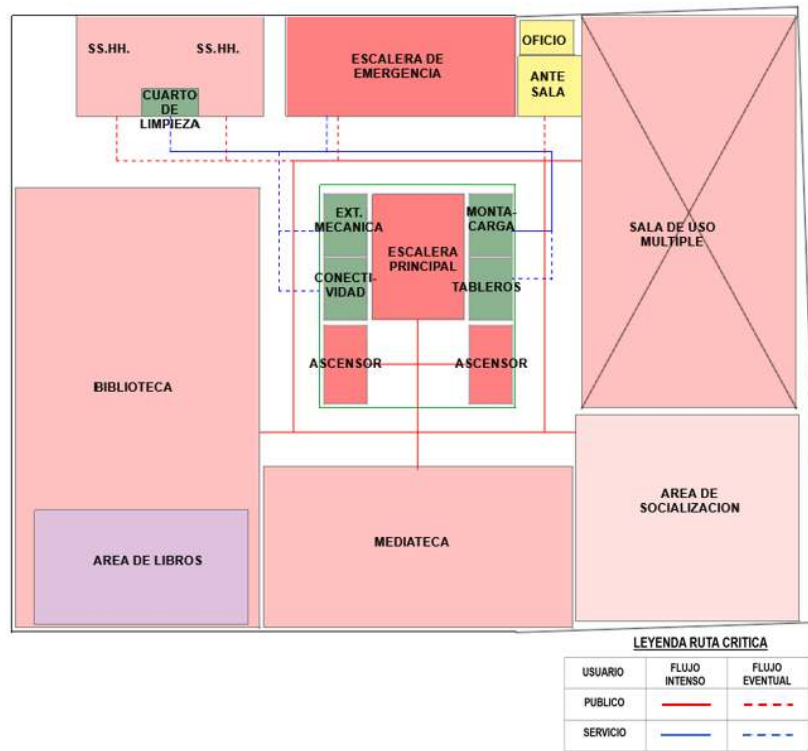 SS.HH.
SS.HH.
CUARTO
DE
LIMPIEZA
ESCALERA DE
EMERGENCIA
OFICIO
ANTE
SALA
SALA DE USO
MULTIPLE
EXT.
MECANICA
ESCALERA
PRINCIPAL
MONTA-
CARGA
CONECTI-
VIDAD
TABLEROS
ASCENSOR
ASCENSOR
BIBLIOTECA
AREA DE LIBROS
MEDIATECA
AREA DE
SOCIALIZACION
LEYENDA RUTA CRITICA
USUARIO
FLUJO
INTENSO
FLUJO
EVENTUAL
PUBLICO
SERVICIO